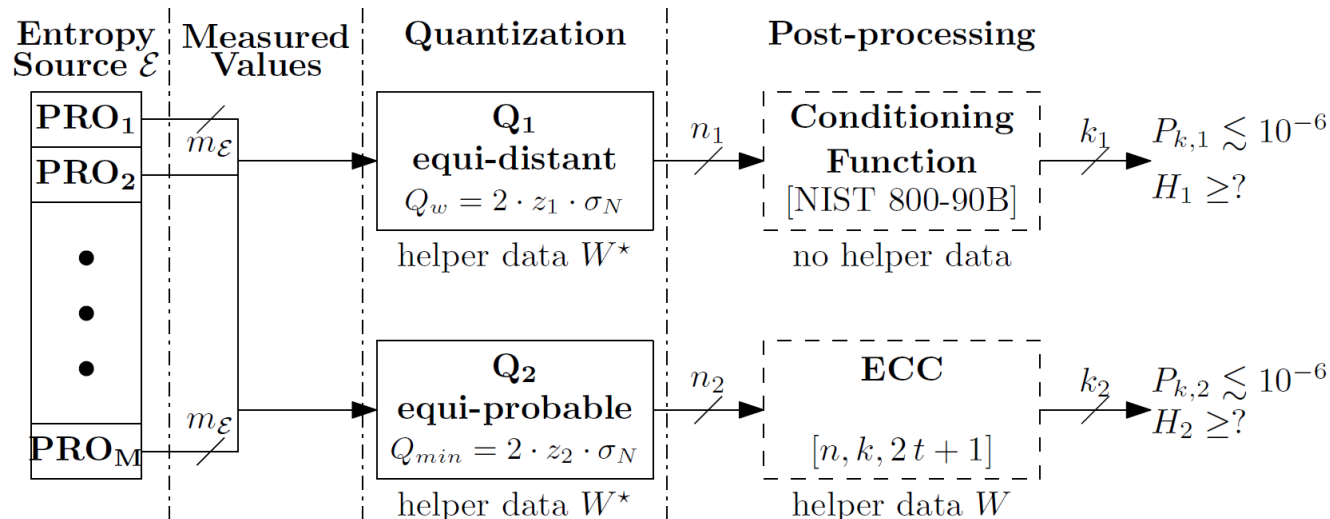 Entropy
Source ℰ
Measured
Values
Quantization
Post-processing
PRO₁
PRO₂
PRO_M
m_ℰ
m_ℰ
Q₁
equi-distant
Q_w = 2 · z₁ · σ_N
helper data W⋆
n₁
Conditioning
Function
[NIST 800-90B]
no helper data
k₁
P_{k,1} ≲ 10⁻⁶
H₁ ≥?
Q₂
equi-probable
Q_{min} = 2 · z₂ · σ_N
helper data W⋆
n₂
ECC
[n, k, 2 t + 1]
helper data W
k₂
P_{k,2} ≲ 10⁻⁶
H₂ ≥?